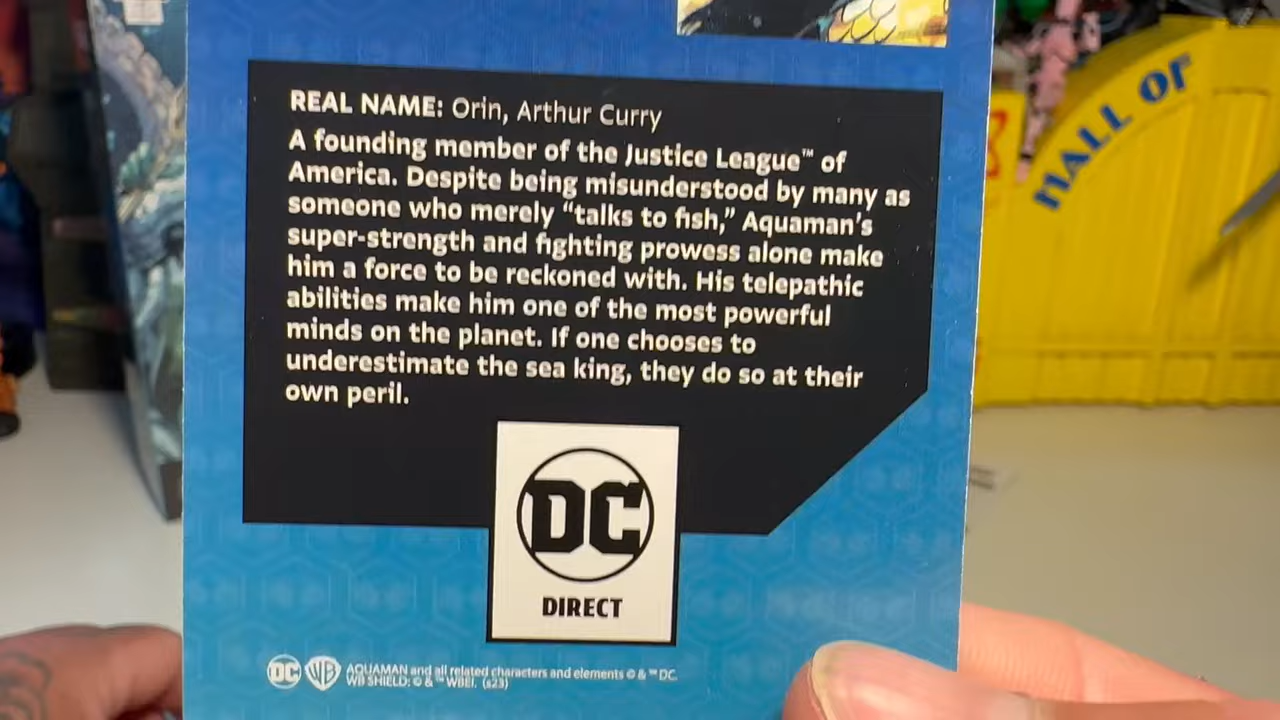 HALL OF
REAL NAME: Orin, Arthur Curry
A founding member of the Justice League™ of
America. Despite being misunderstood by many as
someone who merely “talks to fish,” Aquaman’s
super-strength and fighting prowess alone make
him a force to be reckoned with. His telepathic
abilities make him one of the most powerful
minds on the planet. If one chooses to
underestimate the sea king, they do so at their
own peril.
DC
DIRECT
DC WB AQUAMAN and all related characters and elements © & ™ DC.
WB SHIELD: © & ™ WBEI. (s23)